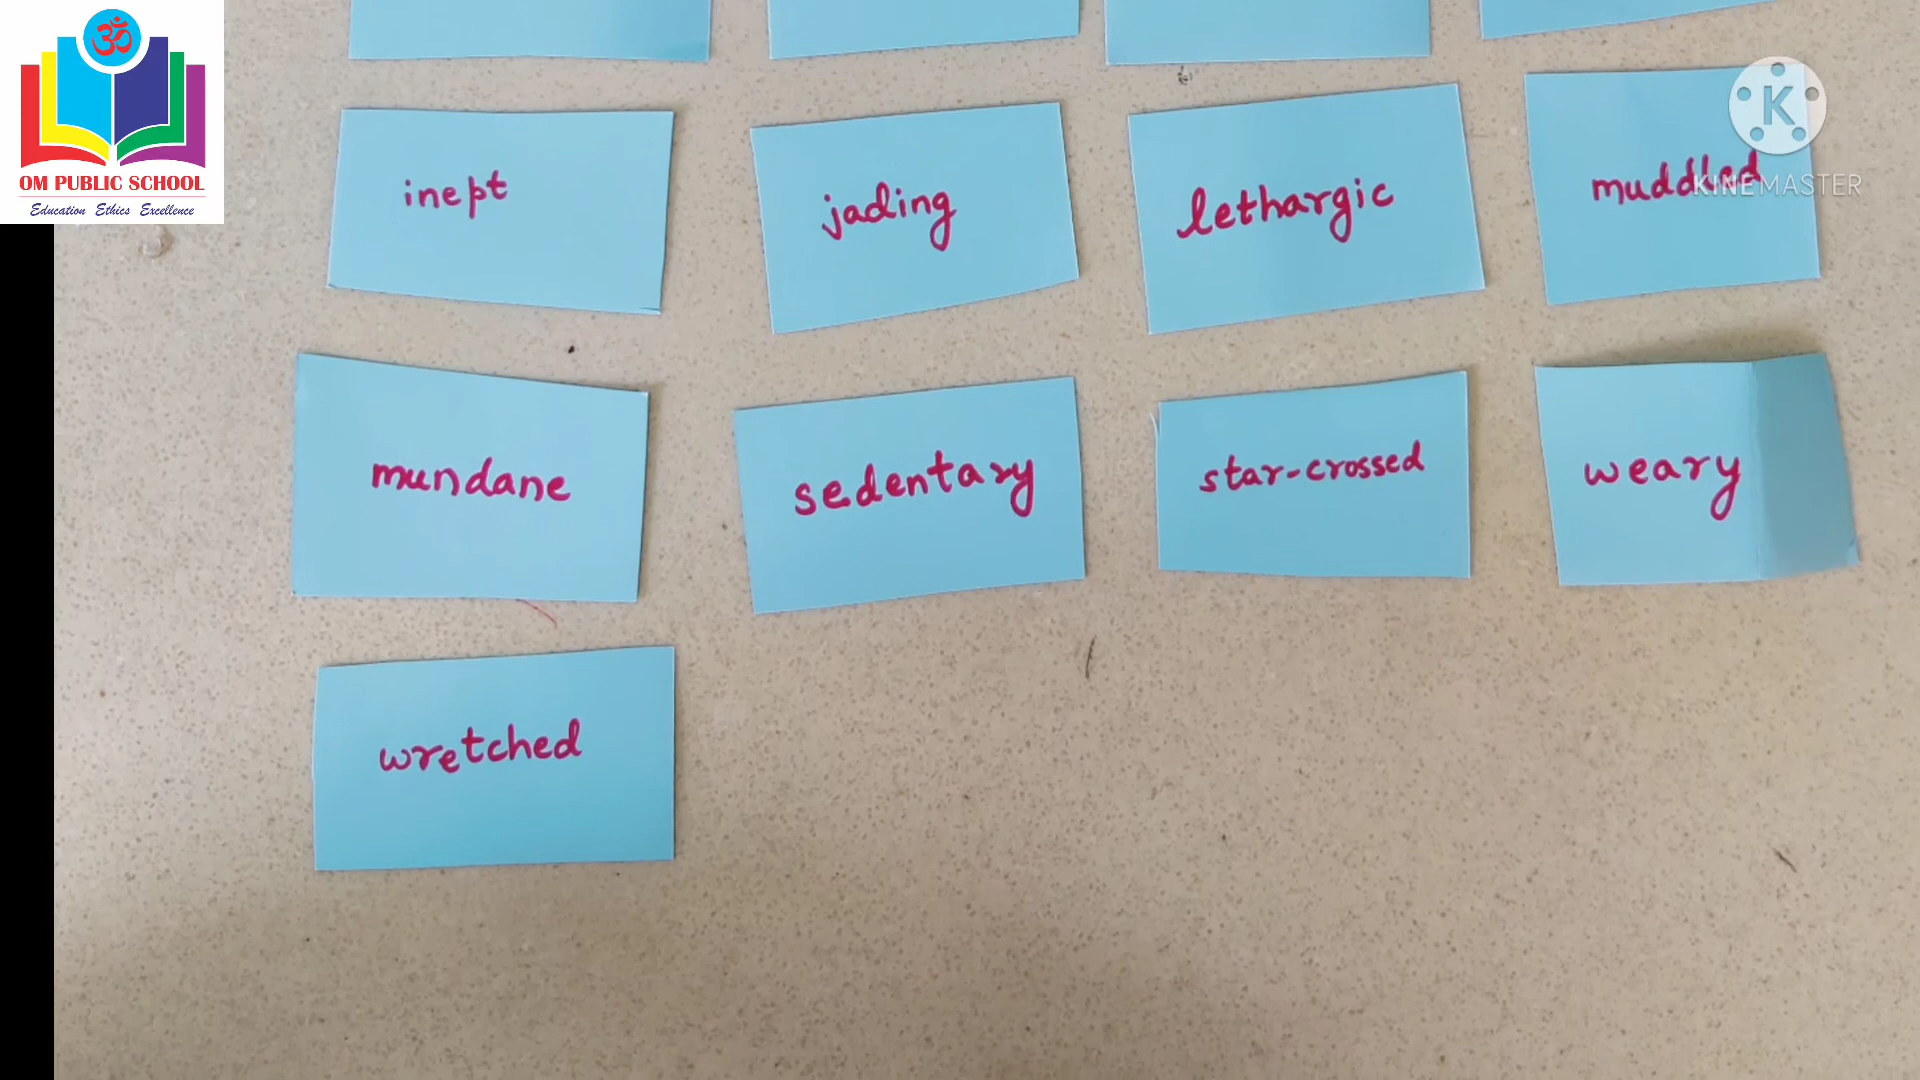 ॐ
OM PUBLIC SCHOOL
Education Ethics Excellence
K
KINEMASTER
inept
jading
lethargic
muddled
mundane
sedentary
star-crossed
weary
wretched